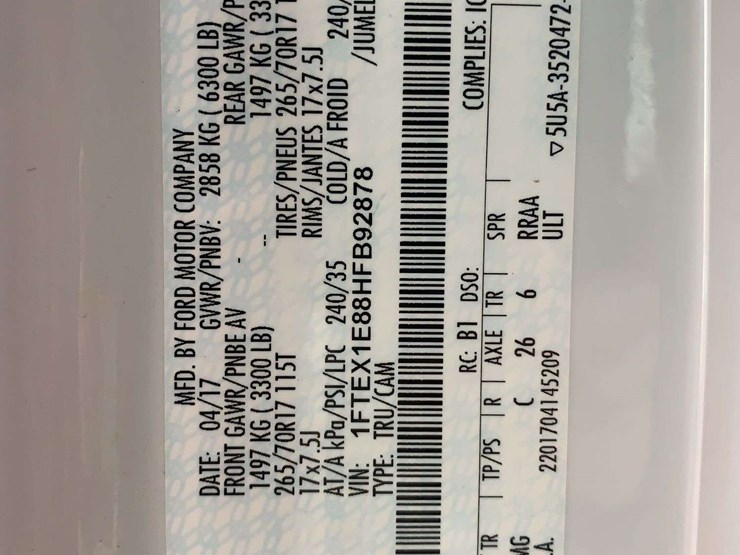 MFD. BY FORD MOTOR COMPANY
DATE: 04/17 GVWR/PNBV: 2858 KG ( 6300 LB)
FRONT GAWR/PNBE AV - REAR GAWR/P
1497 KG ( 3300 LB) -- 1497 KG ( 33
265/70R17 115T TIRES/PNEUS 265/70R17 1
17x7.5J RIMS/JANTES 17x7.5J
AT/A kPa/PSI/LPC 240/35 COLD/A FROID 240/
VIN: 1FTEX1E88HFB92878 /JUMEL
TYPE: TRU/CAM
RC: B1 DSO: COMPLIES:
TR TP/PS R AXLE TR SPR
MG C 26 6 RRAA
.A. 2201704145209 ULT ▽5U5A-3520472-